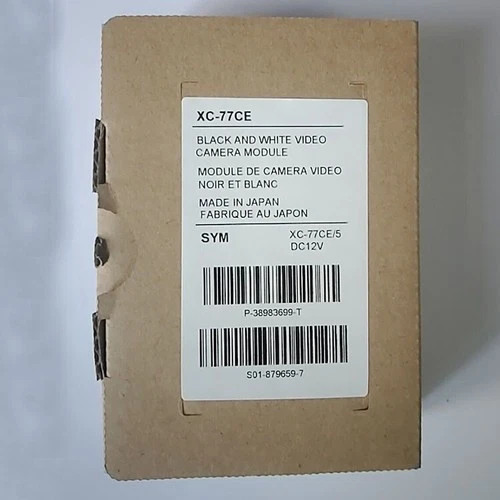 XC-77CE
BLACK AND WHITE VIDEO
CAMERA MODULE
MODULE DE CAMERA VIDEO
NOIR ET BLANC
MADE IN JAPAN
FABRIQUE AU JAPON
SYM XC-77CE/5
DC12V
P-38983699-T
S01-879659-7